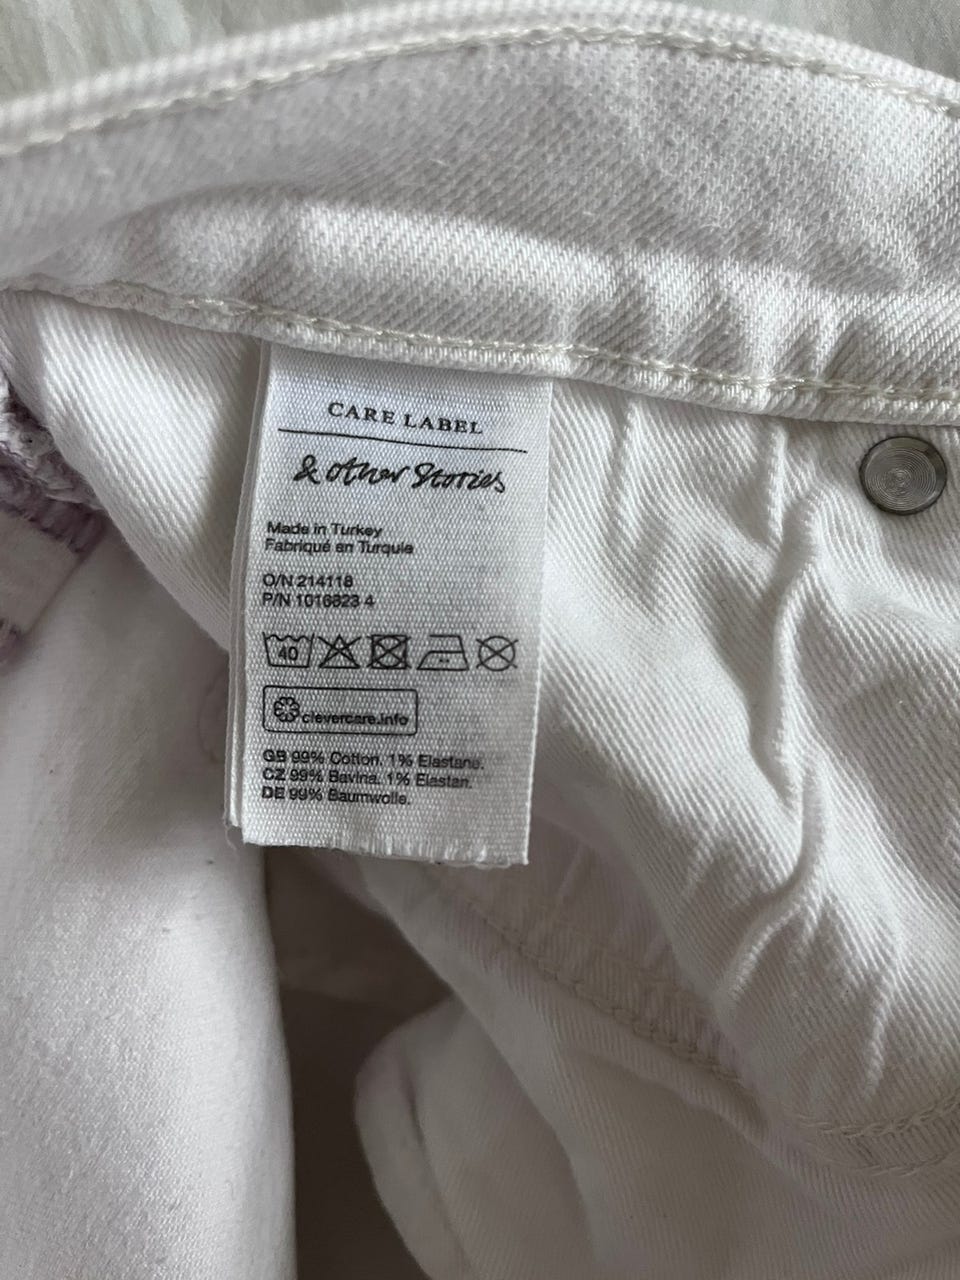 CARE LABEL
& other Stories
Made in Turkey
Fabriqué en Turquie
O/N 214118
P/N 1016823 4
40
clevercare.info
GB 99% Cotton, 1% Elastane.
CZ 99% Bavlna, 1% Elastan.
DE 99% Baumwolle.